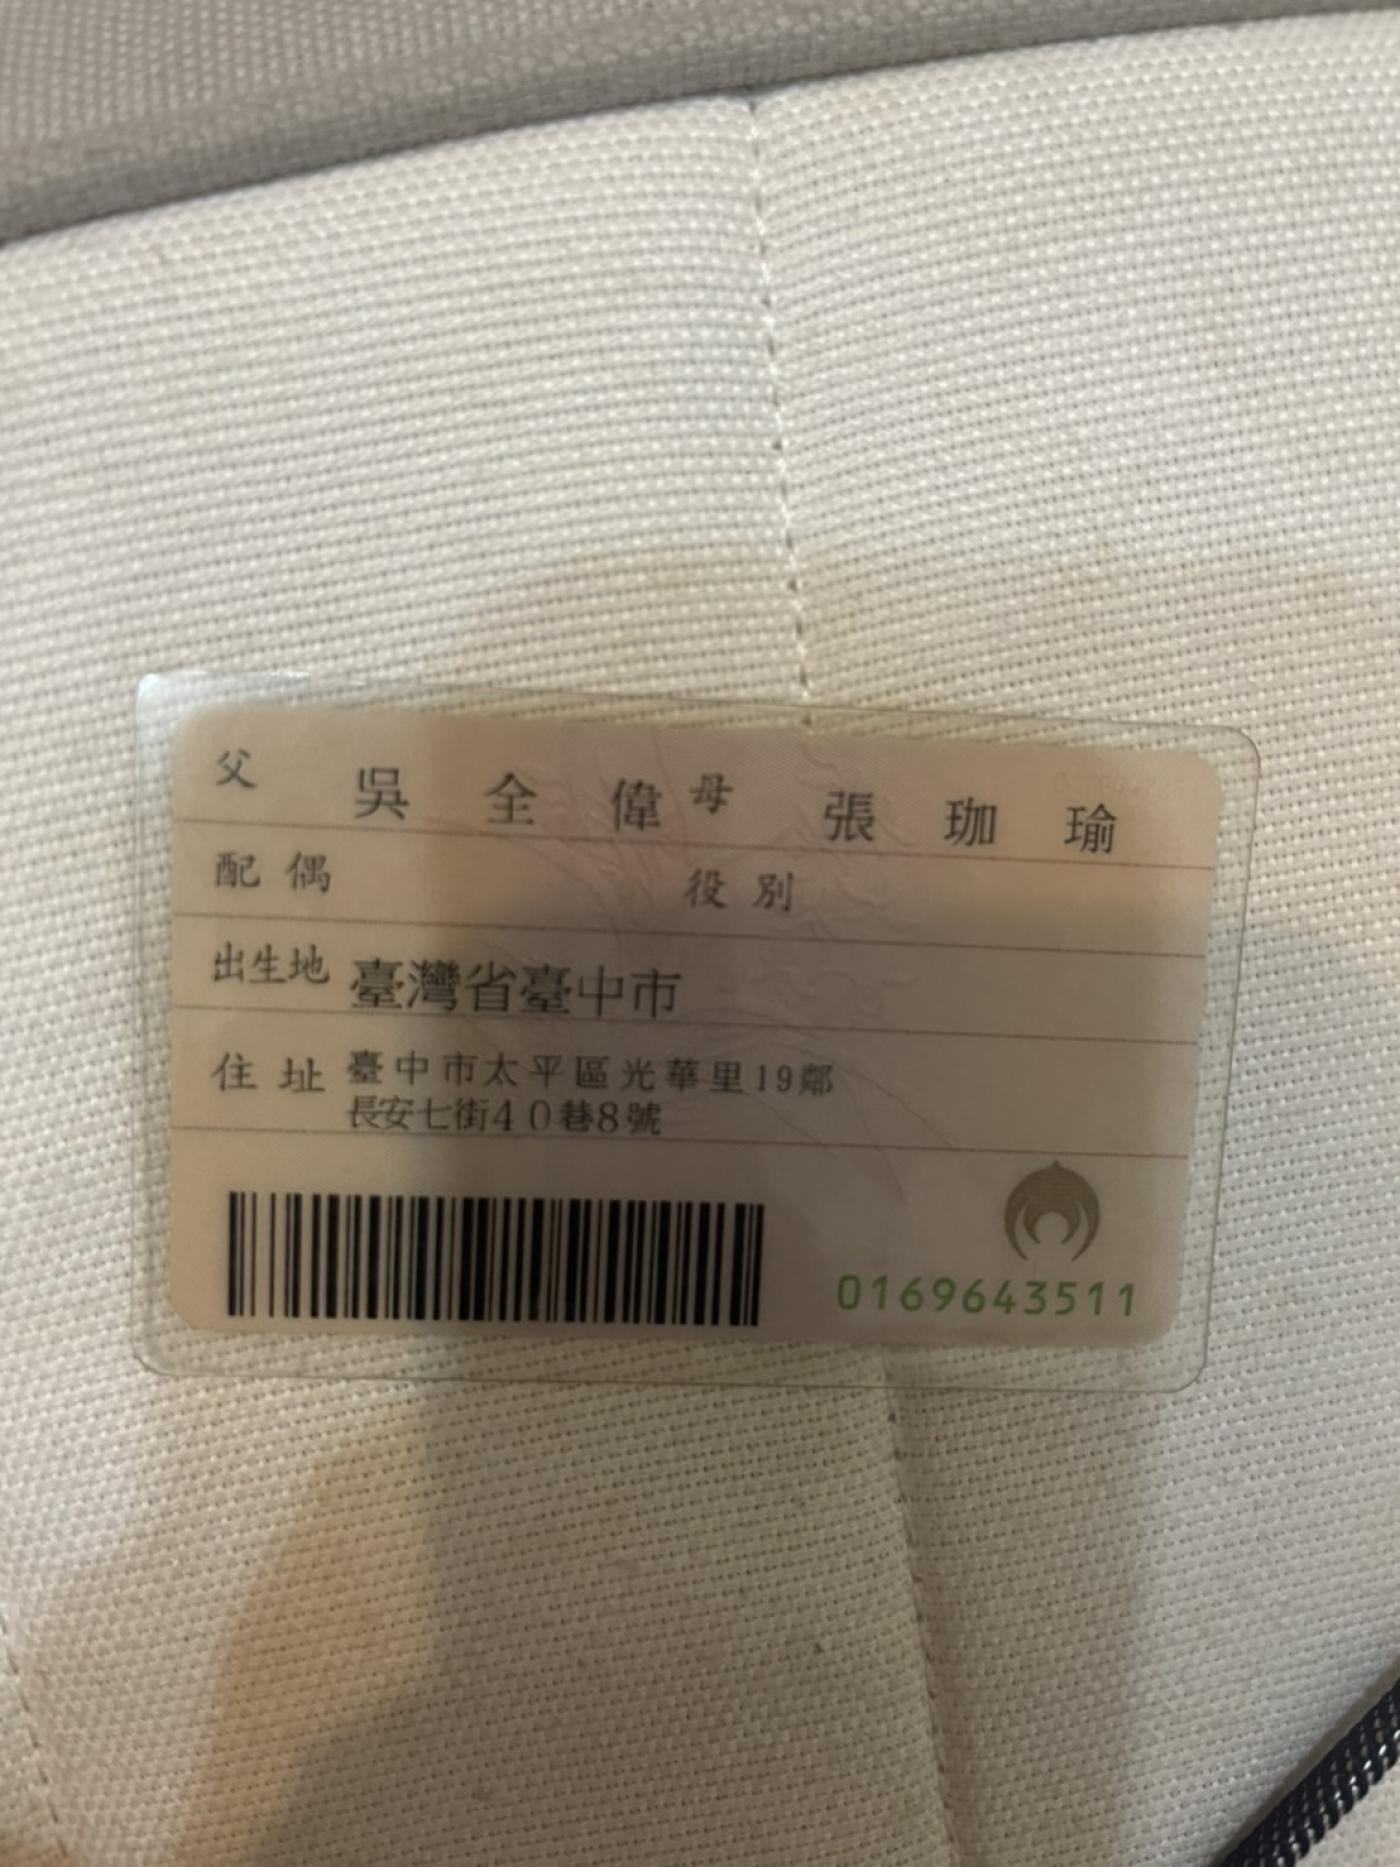 父 吳全偉 母 張珈瑜
配偶 役別
出生地 臺灣省臺中市
住址 臺中市太平區光華里19鄰
長安七街40巷8號
0169643511